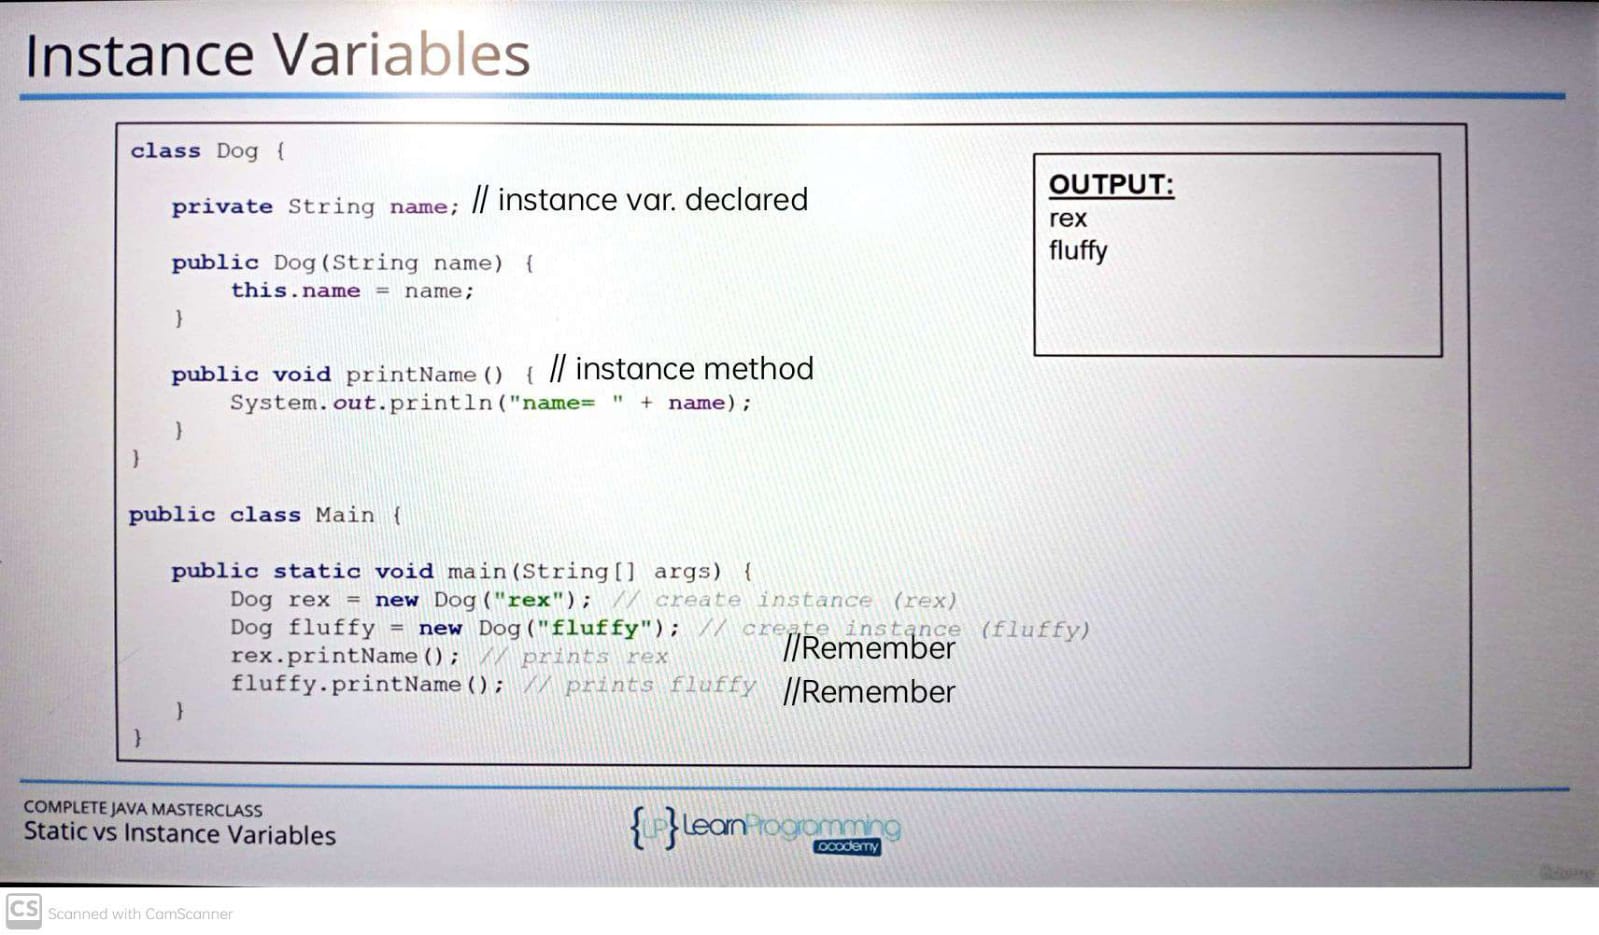 Instance Variables
class Dog {
private String name; // instance var. declared
public Dog(String name) {
this.name = name;
}
public void printName() { // instance method
System.out.println("name= " + name);
}
}
public class Main {
public static void main(String[] args) {
Dog rex = new Dog("rex"); // create instance (rex)
Dog fluffy = new Dog("fluffy"); // create instance (fluffy)
rex.printName(); // prints rex //Remember
fluffy.printName(); // prints fluffy //Remember
}
}
OUTPUT:
rex
fluffy
COMPLETE JAVA MASTERCLASS
Static vs Instance Variables
{LP} LearnProgramming
.academy
CS Scanned with CamScanner